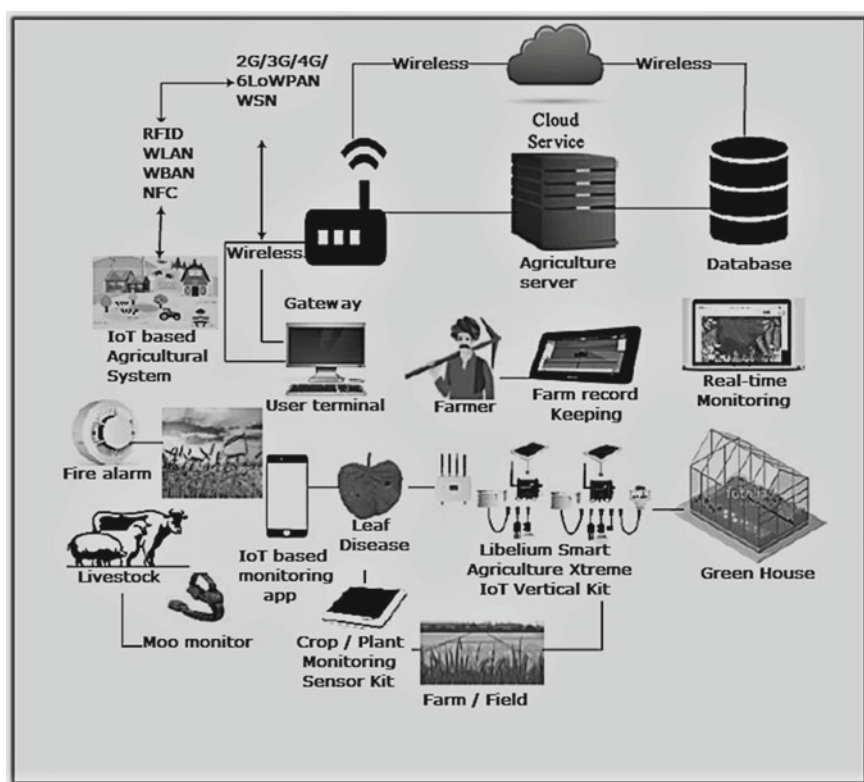 2G/3G/4G/
6LoWPAN
WSN
Wireless
Wireless
Cloud
Service
RFID
WLAN
WBAN
NFC
Wireless
Agriculture
server
Database
Gateway
IoT based
Agricultural
System
User terminal
Farmer
Farm record
Keeping
Real-time
Monitoring
Fire alarm
Leaf
Disease
IoT based
monitoring
app
Libelium Smart
Agriculture Xtreme
IoT Vertical Kit
Green House
Livestock
Moo monitor
Crop / Plant
Monitoring
Sensor Kit
Farm / Field